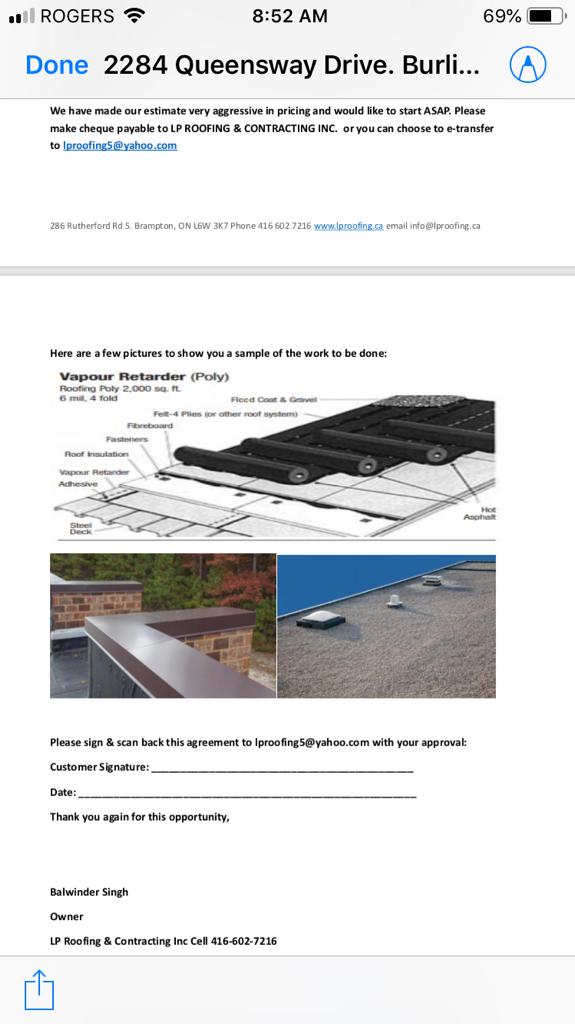 ROGERS 8:52 AM 69%
Done 2284 Queensway Drive. Burli...
We have made our estimate very aggressive in pricing and would like to start ASAP. Please
make cheque payable to LP ROOFING & CONTRACTING INC. or you can choose to e-transfer
to lproofing5@yahoo.com
286 Rutherford Rd S. Brampton, ON L6W 3K7 Phone 416 602 7216 www.lproofing.ca email info@lproofing.ca
Here are a few pictures to show you a sample of the work to be done:
Vapour Retarder (Poly)
Roofing Poly 2,000 sq. ft.
6 mil, 4 fold
Flood Coat & Gravel
Felt-4 Plies (or other roof system)
Fibreboard
Fasteners
Roof Insulation
Vapour Retarder
Adhesive
Steel
Deck
Hot
Asphalt
Please sign & scan back this agreement to lproofing5@yahoo.com with your approval:
Customer Signature: ______________________________________________
Date: ____________________________________________________________
Thank you again for this opportunity,
Balwinder Singh
Owner
LP Roofing & Contracting Inc Cell 416-602-7216